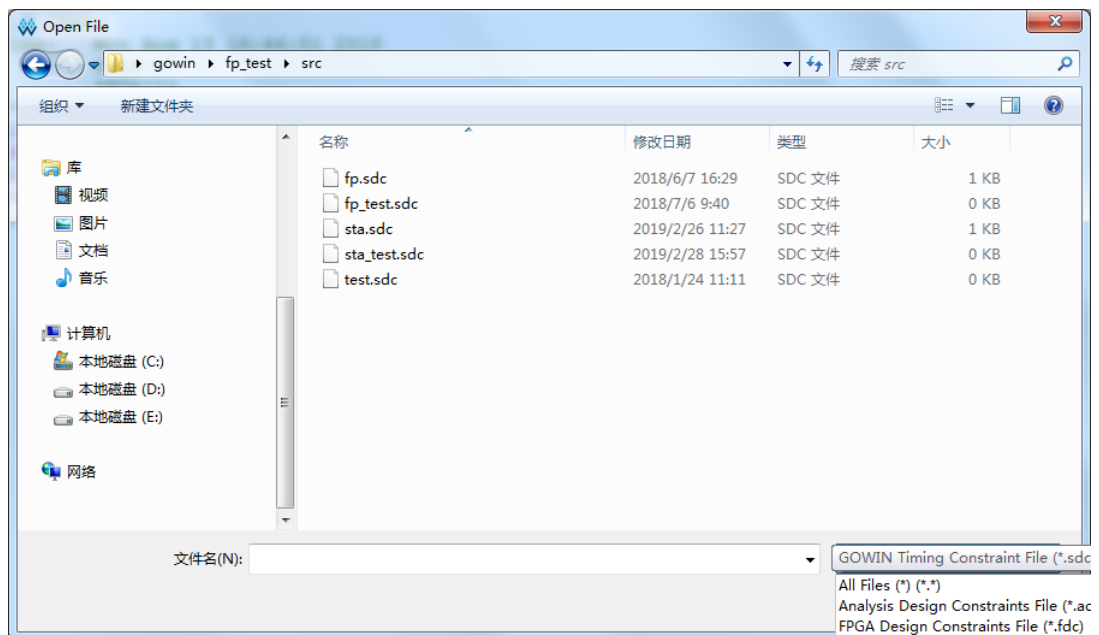 Open File
gowin fp_test src
搜索 src
组织 新建文件夹
名称 修改日期 类型 大小
库
视频
图片
文档
音乐
计算机
本地磁盘 (C:)
本地磁盘 (D:)
本地磁盘 (E:)
网络
fp.sdc 2018/6/7 16:29 SDC 文件 1 KB
fp_test.sdc 2018/7/6 9:40 SDC 文件 0 KB
sta.sdc 2019/2/26 11:27 SDC 文件 1 KB
sta_test.sdc 2019/2/28 15:57 SDC 文件 0 KB
test.sdc 2018/1/24 11:11 SDC 文件 0 KB
文件名(N):
GOWIN Timing Constraint File (*.sdc
All Files (*) (*.*)
Analysis Design Constraints File (*.ac
FPGA Design Constraints File (*.fdc)